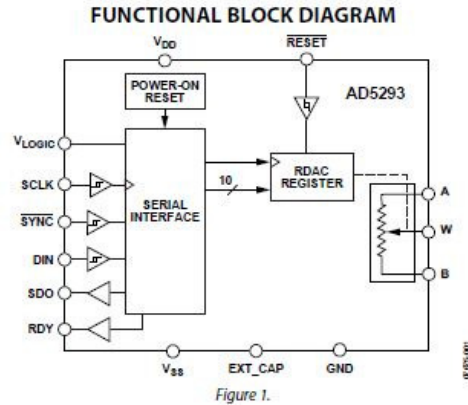 FUNCTIONAL BLOCK DIAGRAM
VDD
RESET
POWER-ON
RESET
AD5293
VLOGIC
SCLK
SYNC
DIN
SDO
RDY
SERIAL
INTERFACE
10
RDAC
REGISTER
A
W
B
VSS
EXT_CAP
GND
Figure 1.